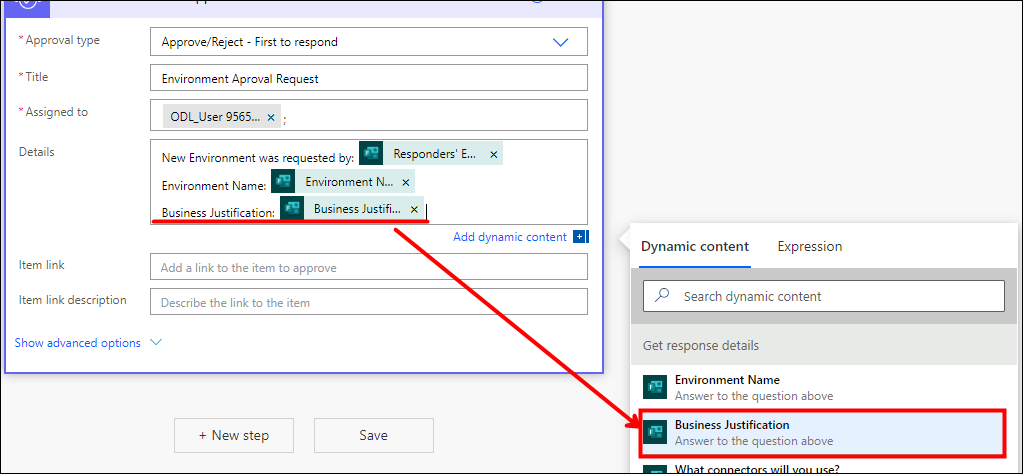 * Approval type
Approve/Reject - First to respond
* Title
Environment Aproval Request
* Assigned to
ODL_User 9565... × ;
Details
New Environment was requested by: Responders' E... ×
Environment Name: Environment N... ×
Business Justification: Business Justifi... ×
Add dynamic content
Item link
Add a link to the item to approve
Item link description
Describe the link to the item
Show advanced options
+ New step
Save
Dynamic content
Expression
Search dynamic content
Get response details
Environment Name
Answer to the question above
Business Justification
Answer to the question above
What connectors will you use?